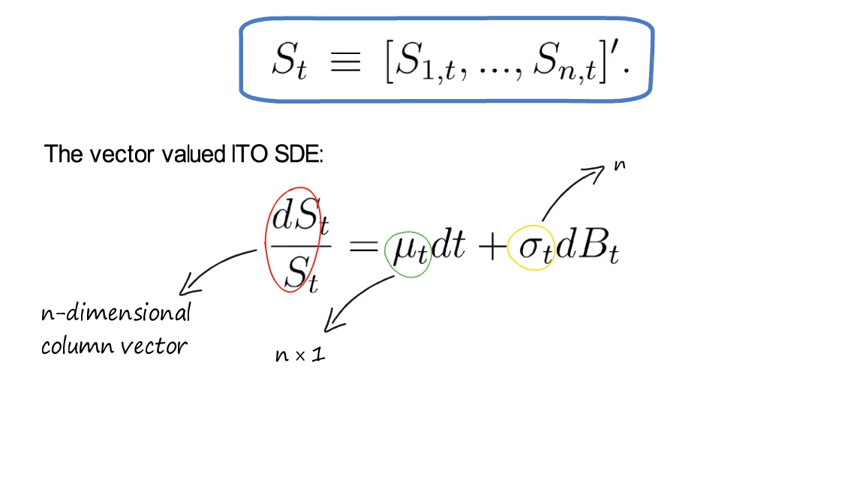 S_t ≡ [S_{1,t}, ..., S_{n,t}]'.
The vector valued ITO SDE:
n
dS_t / S_t = μ_t dt + σ_t dB_t
n-dimensional
column vector
n × 1